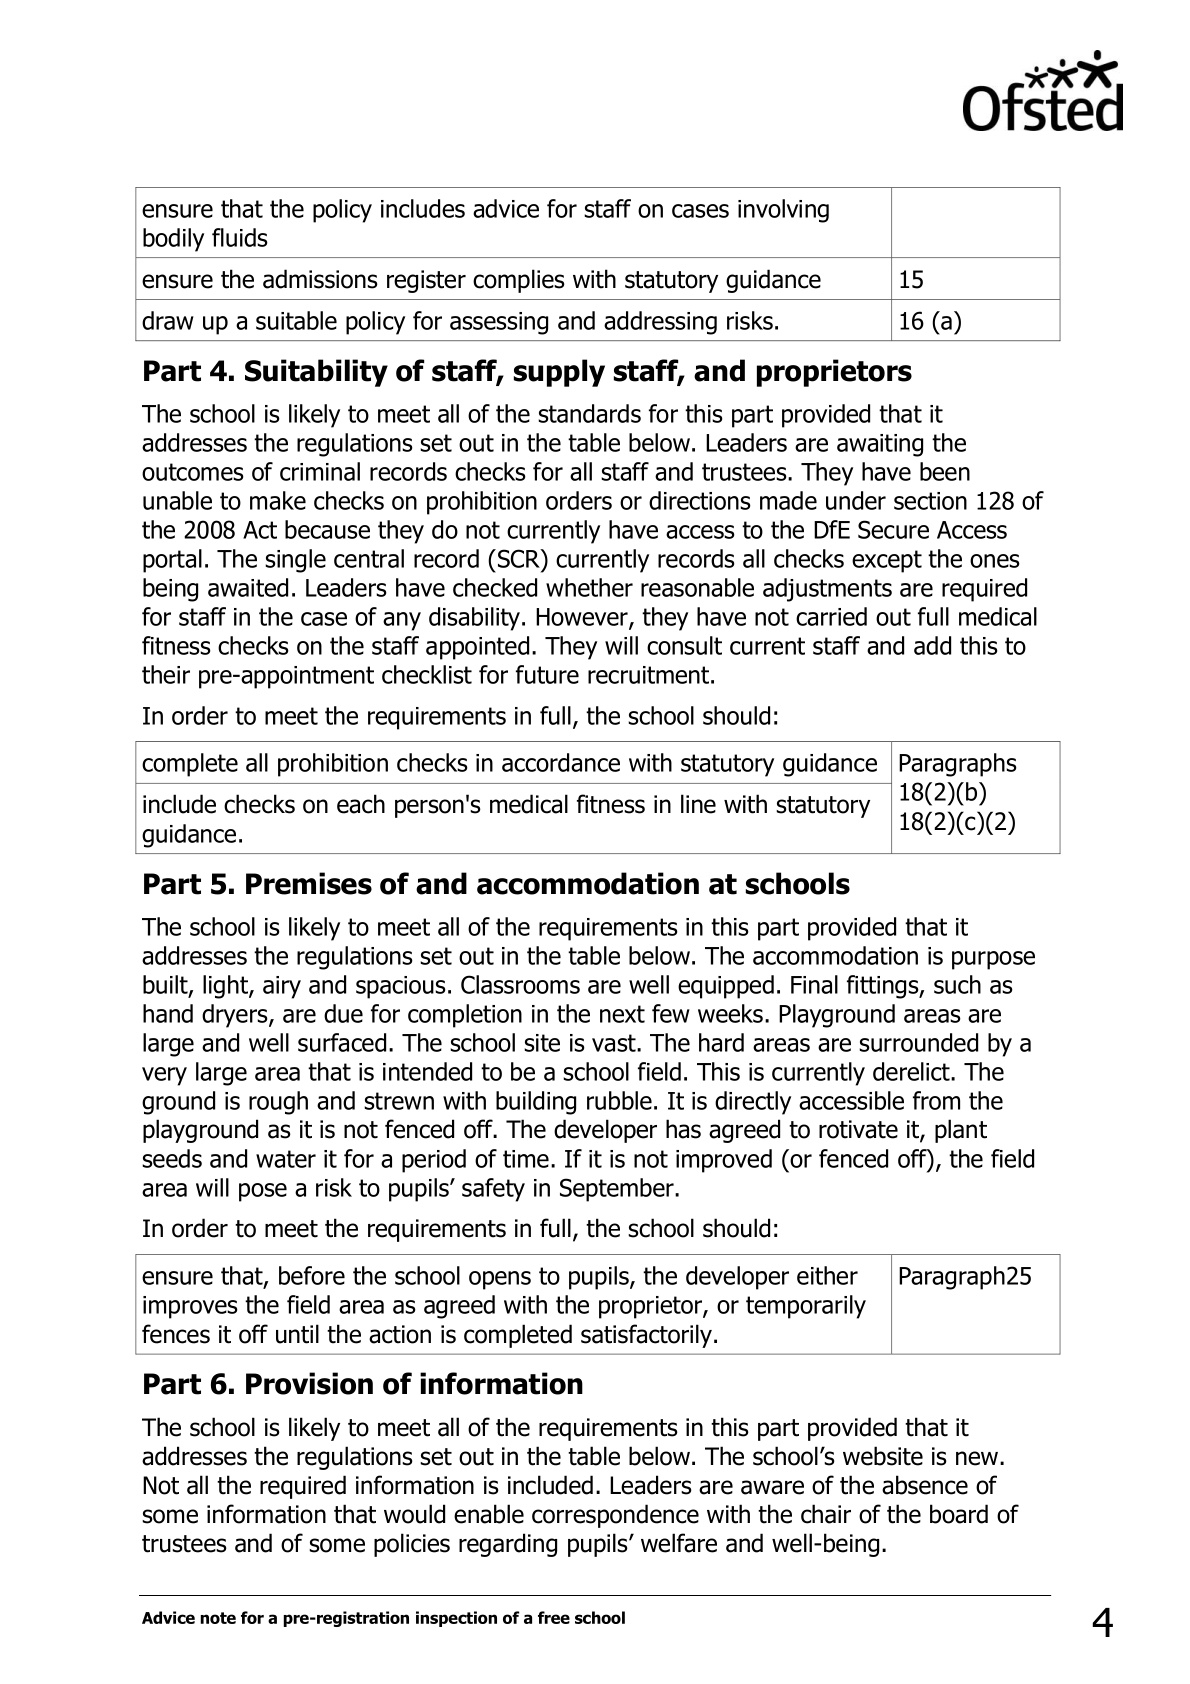 Ofsted
ensure that the policy includes advice for staff on cases involving
bodily fluids
ensure the admissions register complies with statutory guidance 15
draw up a suitable policy for assessing and addressing risks. 16 (a)
Part 4. Suitability of staff, supply staff, and proprietors
The school is likely to meet all of the standards for this part provided that it
addresses the regulations set out in the table below. Leaders are awaiting the
outcomes of criminal records checks for all staff and trustees. They have been
unable to make checks on prohibition orders or directions made under section 128 of
the 2008 Act because they do not currently have access to the DfE Secure Access
portal. The single central record (SCR) currently records all checks except the ones
being awaited. Leaders have checked whether reasonable adjustments are required
for staff in the case of any disability. However, they have not carried out full medical
fitness checks on the staff appointed. They will consult current staff and add this to
their pre-appointment checklist for future recruitment.
In order to meet the requirements in full, the school should:
complete all prohibition checks in accordance with statutory guidance
include checks on each person's medical fitness in line with statutory
guidance.
Paragraphs
18(2)(b)
18(2)(c)(2)
Part 5. Premises of and accommodation at schools
The school is likely to meet all of the requirements in this part provided that it
addresses the regulations set out in the table below. The accommodation is purpose
built, light, airy and spacious. Classrooms are well equipped. Final fittings, such as
hand dryers, are due for completion in the next few weeks. Playground areas are
large and well surfaced. The school site is vast. The hard areas are surrounded by a
very large area that is intended to be a school field. This is currently derelict. The
ground is rough and strewn with building rubble. It is directly accessible from the
playground as it is not fenced off. The developer has agreed to rotivate it, plant
seeds and water it for a period of time. If it is not improved (or fenced off), the field
area will pose a risk to pupils’ safety in September.
In order to meet the requirements in full, the school should:
ensure that, before the school opens to pupils, the developer either
improves the field area as agreed with the proprietor, or temporarily
fences it off until the action is completed satisfactorily.
Paragraph25
Part 6. Provision of information
The school is likely to meet all of the requirements in this part provided that it
addresses the regulations set out in the table below. The school’s website is new.
Not all the required information is included. Leaders are aware of the absence of
some information that would enable correspondence with the chair of the board of
trustees and of some policies regarding pupils’ welfare and well-being.
Advice note for a pre-registration inspection of a free school
4